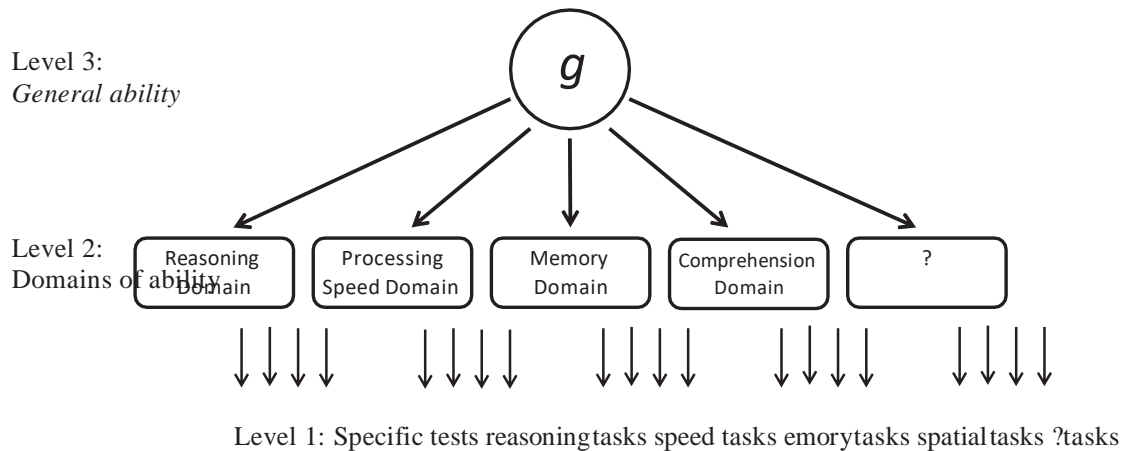 g
Level 3:
General ability
Level 2:
Domains of ability
Reasoning
Domain
Processing
Speed Domain
Memory
Domain
Comprehension
Domain
?
Level 1: Specific tests reasoningtasks speed tasks emorytasks spatialtasks ?tasks